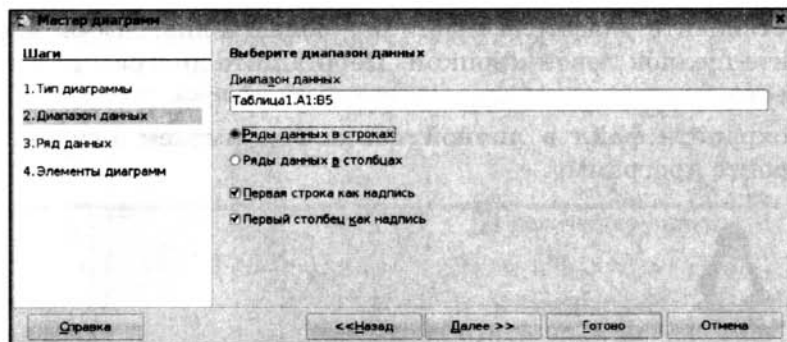 Мастер диаграмм
Шаги
1. Тип диаграммы
2. Диапазон данных
3. Ряд данных
4. Элементы диаграмм
Выберите диапазон данных
Диапазон данных
Таблица1.A1:B5
Ряды данных в строках
Ряды данных в столбцах
Первая строка как надпись
Первый столбец как надпись
Справка
<<Назад
Далее >>
Готово
Отмена